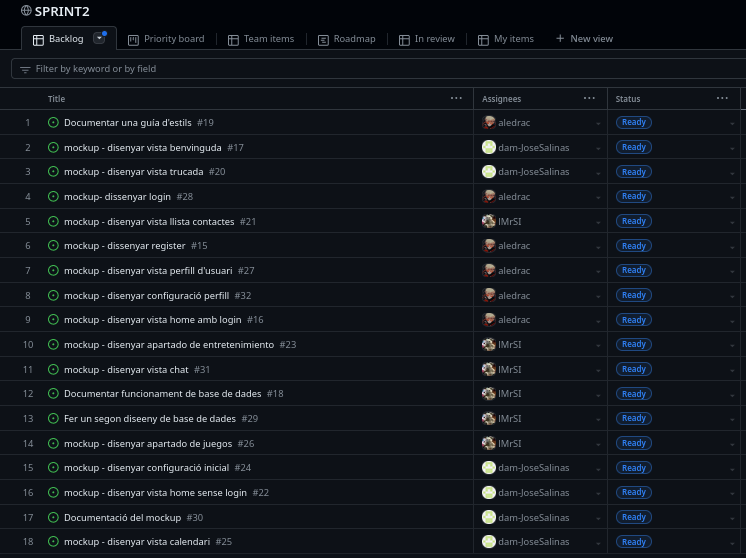 SPRINT2
Backlog
Priority board
Team items
Roadmap
In review
My items
+ New view
Filter by keyword or by field
Title ... Assignees ... Status ...
1 Documentar una guía d'estils #19 aledrac Ready
2 mockup - disenyar vista benvinguda #17 dam-JoseSalinas Ready
3 mockup - disenyar vista trucada #20 dam-JoseSalinas Ready
4 mockup- dissenyar login #28 aledrac Ready
5 mockup - disenyar vista llista contactes #21 IMrSI Ready
6 mockup - dissenyar register #15 aledrac Ready
7 mockup - disenyar vista perfill d'usuari #27 aledrac Ready
8 mockup - disenyar configuració perfill #32 aledrac Ready
9 mockup - disenyar vista home amb login #16 aledrac Ready
10 mockup - disenyar apartado de entretenimiento #23 IMrSI Ready
11 mockup - disenyar vista chat #31 IMrSI Ready
12 Documentar funcionament de base de dades #18 IMrSI Ready
13 Fer un segon diseeny de base de dades #29 IMrSI Ready
14 mockup - disenyar apartado de juegos #26 IMrSI Ready
15 mockup - disenyar configuració inicial #24 dam-JoseSalinas Ready
16 mockup - disenyar vista home sense login #22 dam-JoseSalinas Ready
17 Documentació del mockup #30 dam-JoseSalinas Ready
18 mockup - disenyar vista calendari #25 dam-JoseSalinas Ready